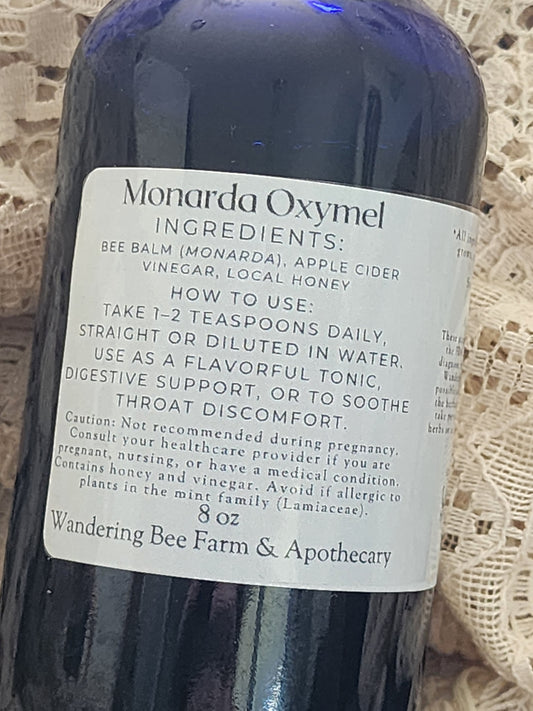 Monarda Oxymel
INGREDIENTS:
BEE BALM (MONARDA), APPLE CIDER
VINEGAR, LOCAL HONEY
HOW TO USE:
TAKE 1–2 TEASPOONS DAILY,
STRAIGHT OR DILUTED IN WATER.
USE AS A FLAVORFUL TONIC,
DIGESTIVE SUPPORT, OR TO SOOTHE
THROAT DISCOMFORT.
Caution: Not recommended during pregnancy.
Consult your healthcare provider if you are
pregnant, nursing, or have a medical condition.
Contains honey and vinegar. Avoid if allergic to
plants in the mint family (Lamiaceae).
8 oz
Wandering Bee Farm & Apothecary
*All
These
the